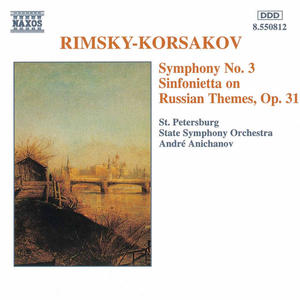 NAXOS
DDD
8.550812
RIMSKY-KORSAKOV
Symphony No. 3
Sinfonietta on
Russian Themes, Op. 31
St. Petersburg
State Symphony Orchestra
André Anichanov